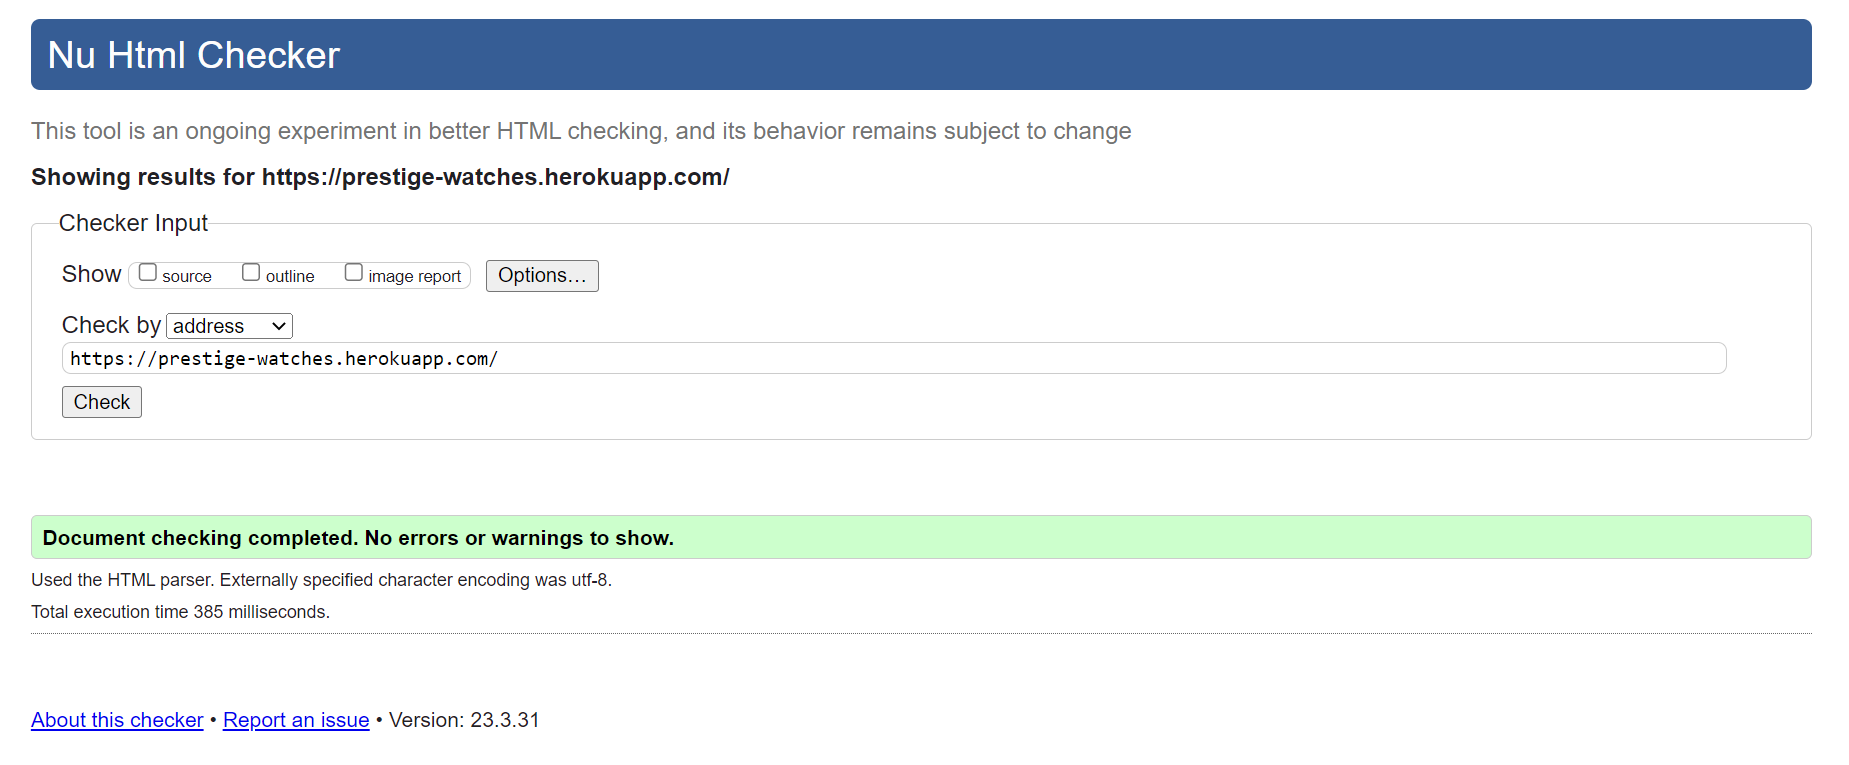 Nu Html Checker
This tool is an ongoing experiment in better HTML checking, and its behavior remains subject to change
Showing results for https://prestige-watches.herokuapp.com/
Checker Input
Show source outline image report Options...
Check by address
https://prestige-watches.herokuapp.com/
Check
Document checking completed. No errors or warnings to show.
Used the HTML parser. Externally specified character encoding was utf-8.
Total execution time 385 milliseconds.
About this checker • Report an issue • Version: 23.3.31